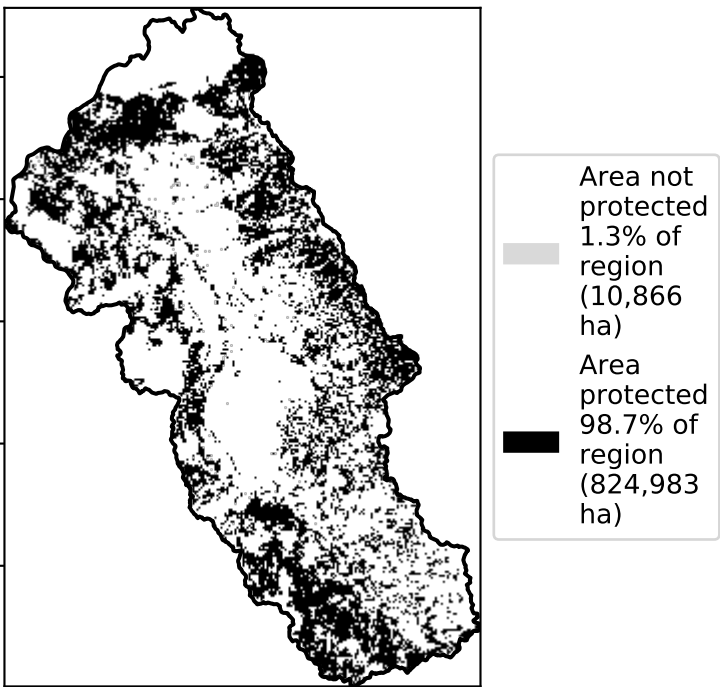 Area not
protected
1.3% of
region
(10,866
ha)
Area
protected
98.7% of
region
(824,983
ha)